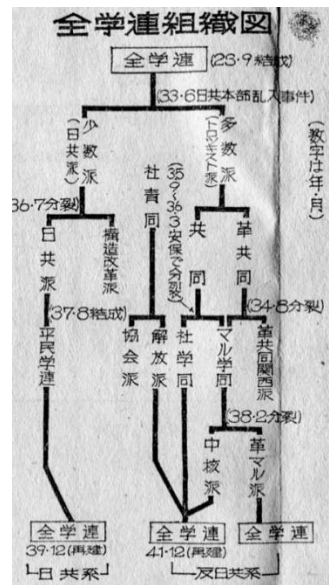 全学連組織図
全学連
(23・9結成)
(33・6日共本部乱入事件)
(数字は年・月)
少数派
(日共派)
多数派
(トロキスト派)
社青同
(35・9〜36・3安保で分裂)
36・7分裂)
日共派
構造改革派
共同
革共同
(37・8結成)
(34・8分裂)
平民学連
協会派
解放派
社学同
マル学同
革共同関西派
(38・2分裂)
中核派
革マル派
全学連
39・12(再建)
日共系
全学連
41・12(再建)
全学連
反日共系